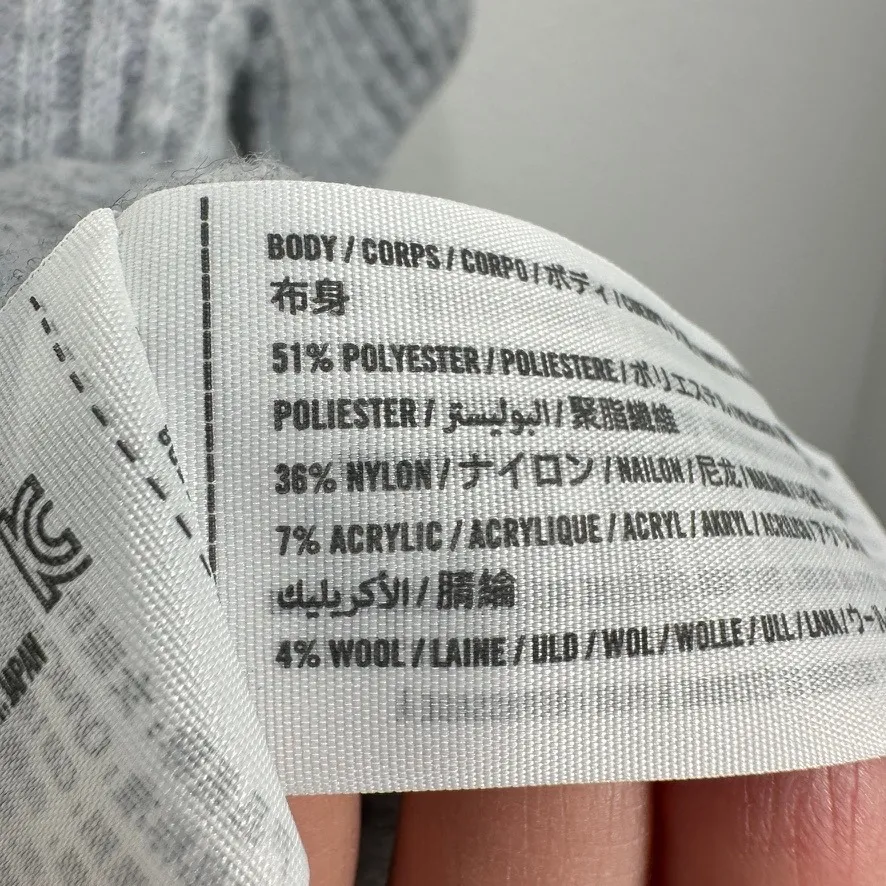 BODY / CORPS / CORPO / ボディ /
布身
51% POLYESTER / POLIESTERE / ポリエステル
POLIESTER / البوليستر / 聚脂纖維
36% NYLON / ナイロン / NAILON / 尼龙 /
7% ACRYLIC / ACRYLIQUE / ACRYL / AKRYL /
الأكريليك / 腈綸
4% WOOL / LAINE / ULD / WOL / WOLLE / ULL / LANA / ウール
JAPAN